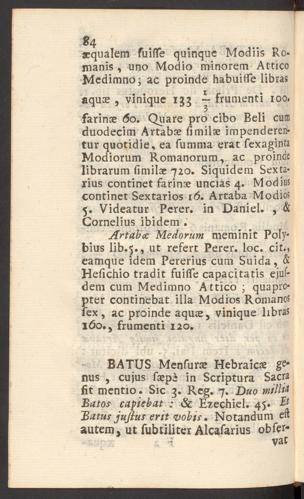 84
æqualem fuisse quinque Modiis Ro-
manis, uno Modio minorem Attico
Medimno; ac proinde habuisse libras
aquæ, vinique 133 1/3 frumenti 100.
farinæ 60. Quare pro cibo Beli cum
duodecim Artabæ similæ impenderen-
tur quotidie, ea summa erat sexaginta
Modiorum Romanorum, ac proinde
librarum similæ 720. Siquidem Sexta-
rius continet farinæ uncias 4. Modius
continet Sextarios 16. Artaba Modios
5. Videatur Perer. in Daniel., &
Cornelius ibidem.
Artabæ Medorum meminit Poly-
bius lib.5., ut refert Perer. loc. cit.,
eamque idem Pererius cum Suida, &
Hesichio tradit fuisse capacitatis ejus-
dem cum Medimno Attico; quapro-
pter continebat illa Modios Romanos
sex, ac proinde aquæ, vinique libras
160., frumenti 120.
BATUS Mensuræ Hebraicæ ge-
nus, cujus sæpè in Scriptura Sacra
fit mentio. Sic 3. Reg. 7. Duo millia
Batos capiebat: & Ezechiel. 45. Et
Batus justus erit vobis. Notandum est
autem, ut subtiliter Alcasarius obser-
vat